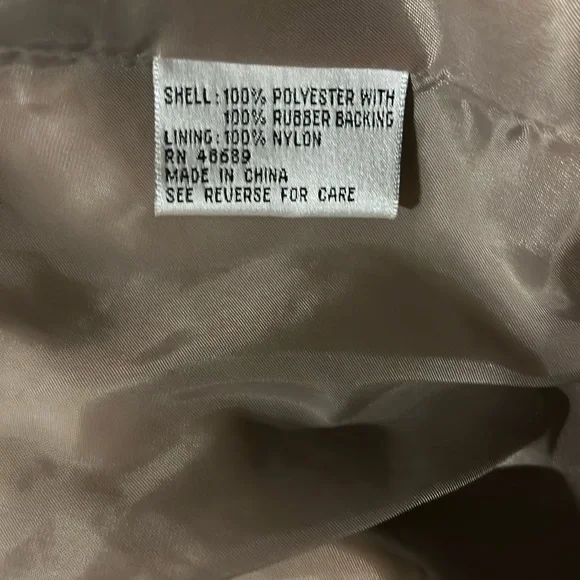 SHELL: 100% POLYESTER WITH
100% RUBBER BACKING
LINING: 100% NYLON
RN 46689
MADE IN CHINA
SEE REVERSE FOR CARE